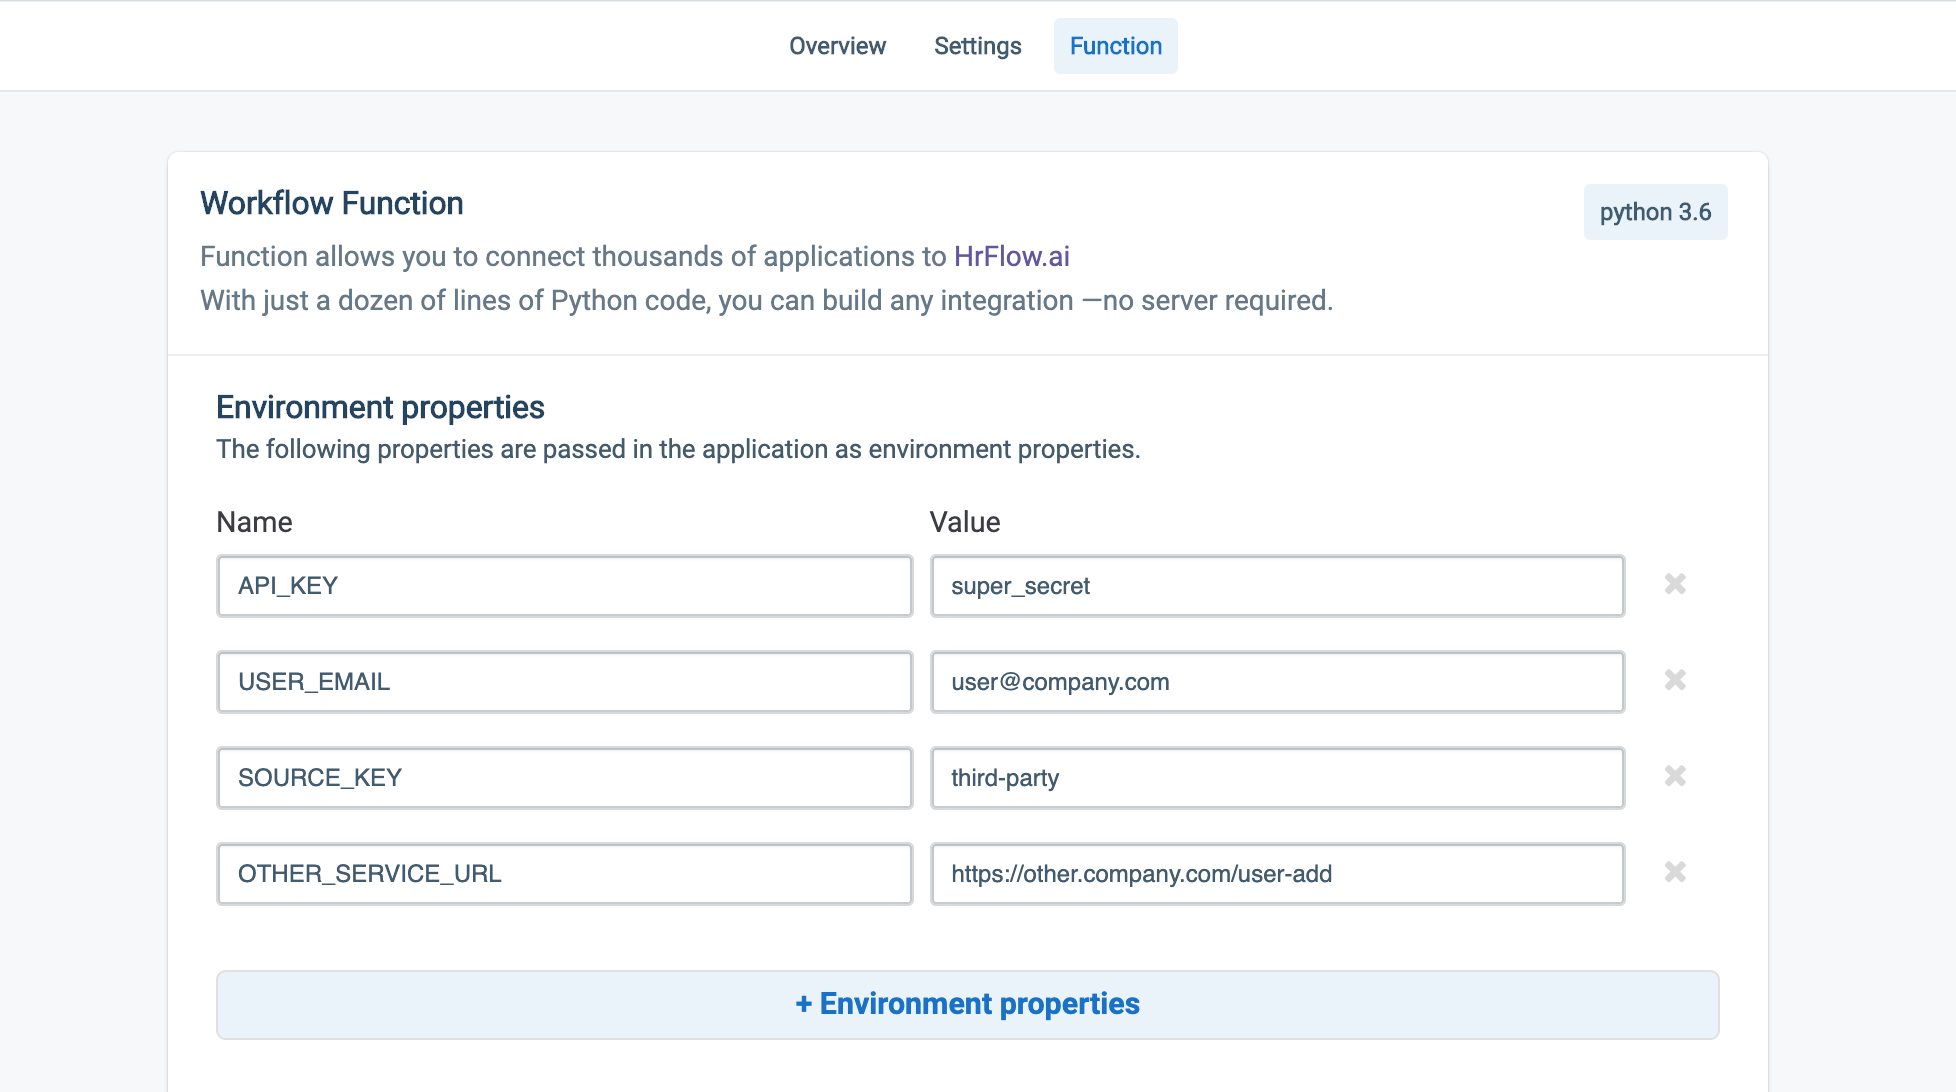 Overview Settings Function
Workflow Function
python 3.6
Function allows you to connect thousands of applications to HrFlow.ai
With just a dozen of lines of Python code, you can build any integration —no server required.
Environment properties
The following properties are passed in the application as environment properties.
Name Value
API_KEY super_secret
USER_EMAIL user@company.com
SOURCE_KEY third-party
OTHER_SERVICE_URL https://other.company.com/user-add
+ Environment properties